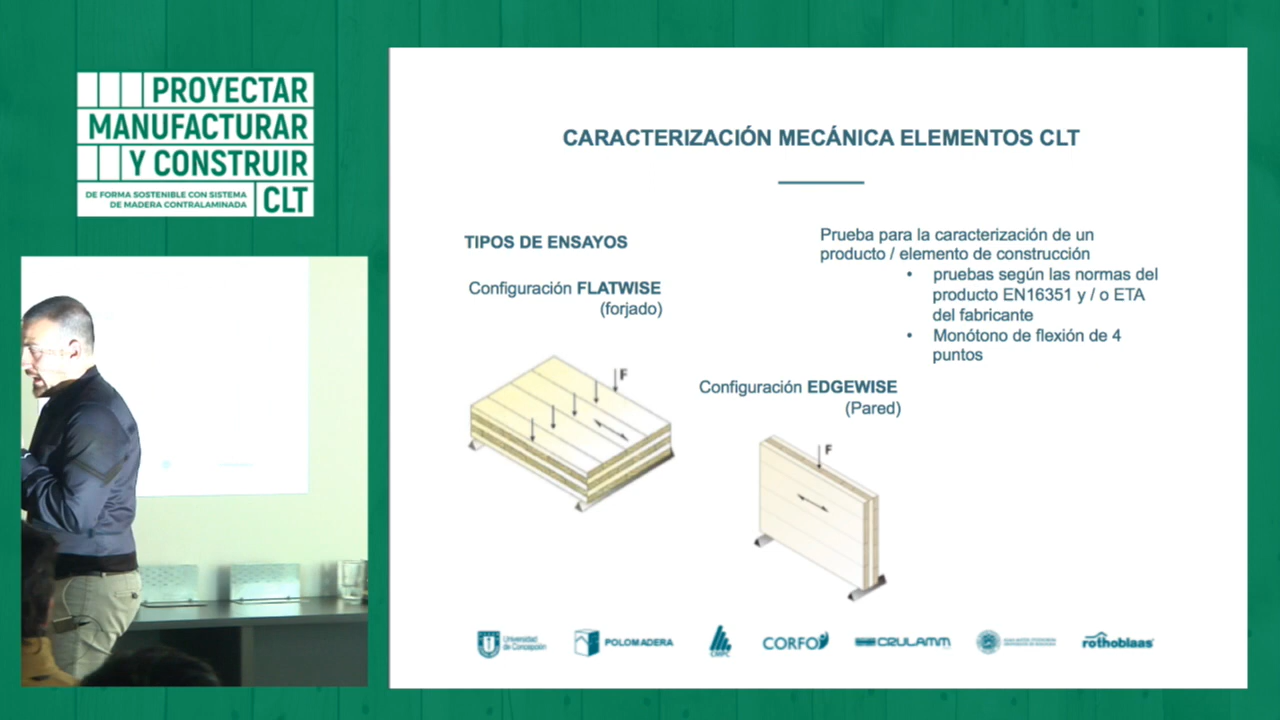 PROYECTAR
MANUFACTURAR
Y CONSTRUIR
DE FORMA SOSTENIBLE CON SISTEMA
DE MADERA CONTRALAMINADA
CLT
CARACTERIZACIÓN MECÁNICA ELEMENTOS CLT
TIPOS DE ENSAYOS
Configuración FLATWISE
(forjado)
F
Prueba para la caracterización de un
producto / elemento de construcción
• pruebas según las normas del
producto EN16351 y / o ETA
del fabricante
• Monótono de flexión de 4
puntos
Configuración EDGEWISE
(Pared)
F
Universidad
de Concepción
POLOMADERA
CMPC
CORFO
CRULAMM
rothoblaas